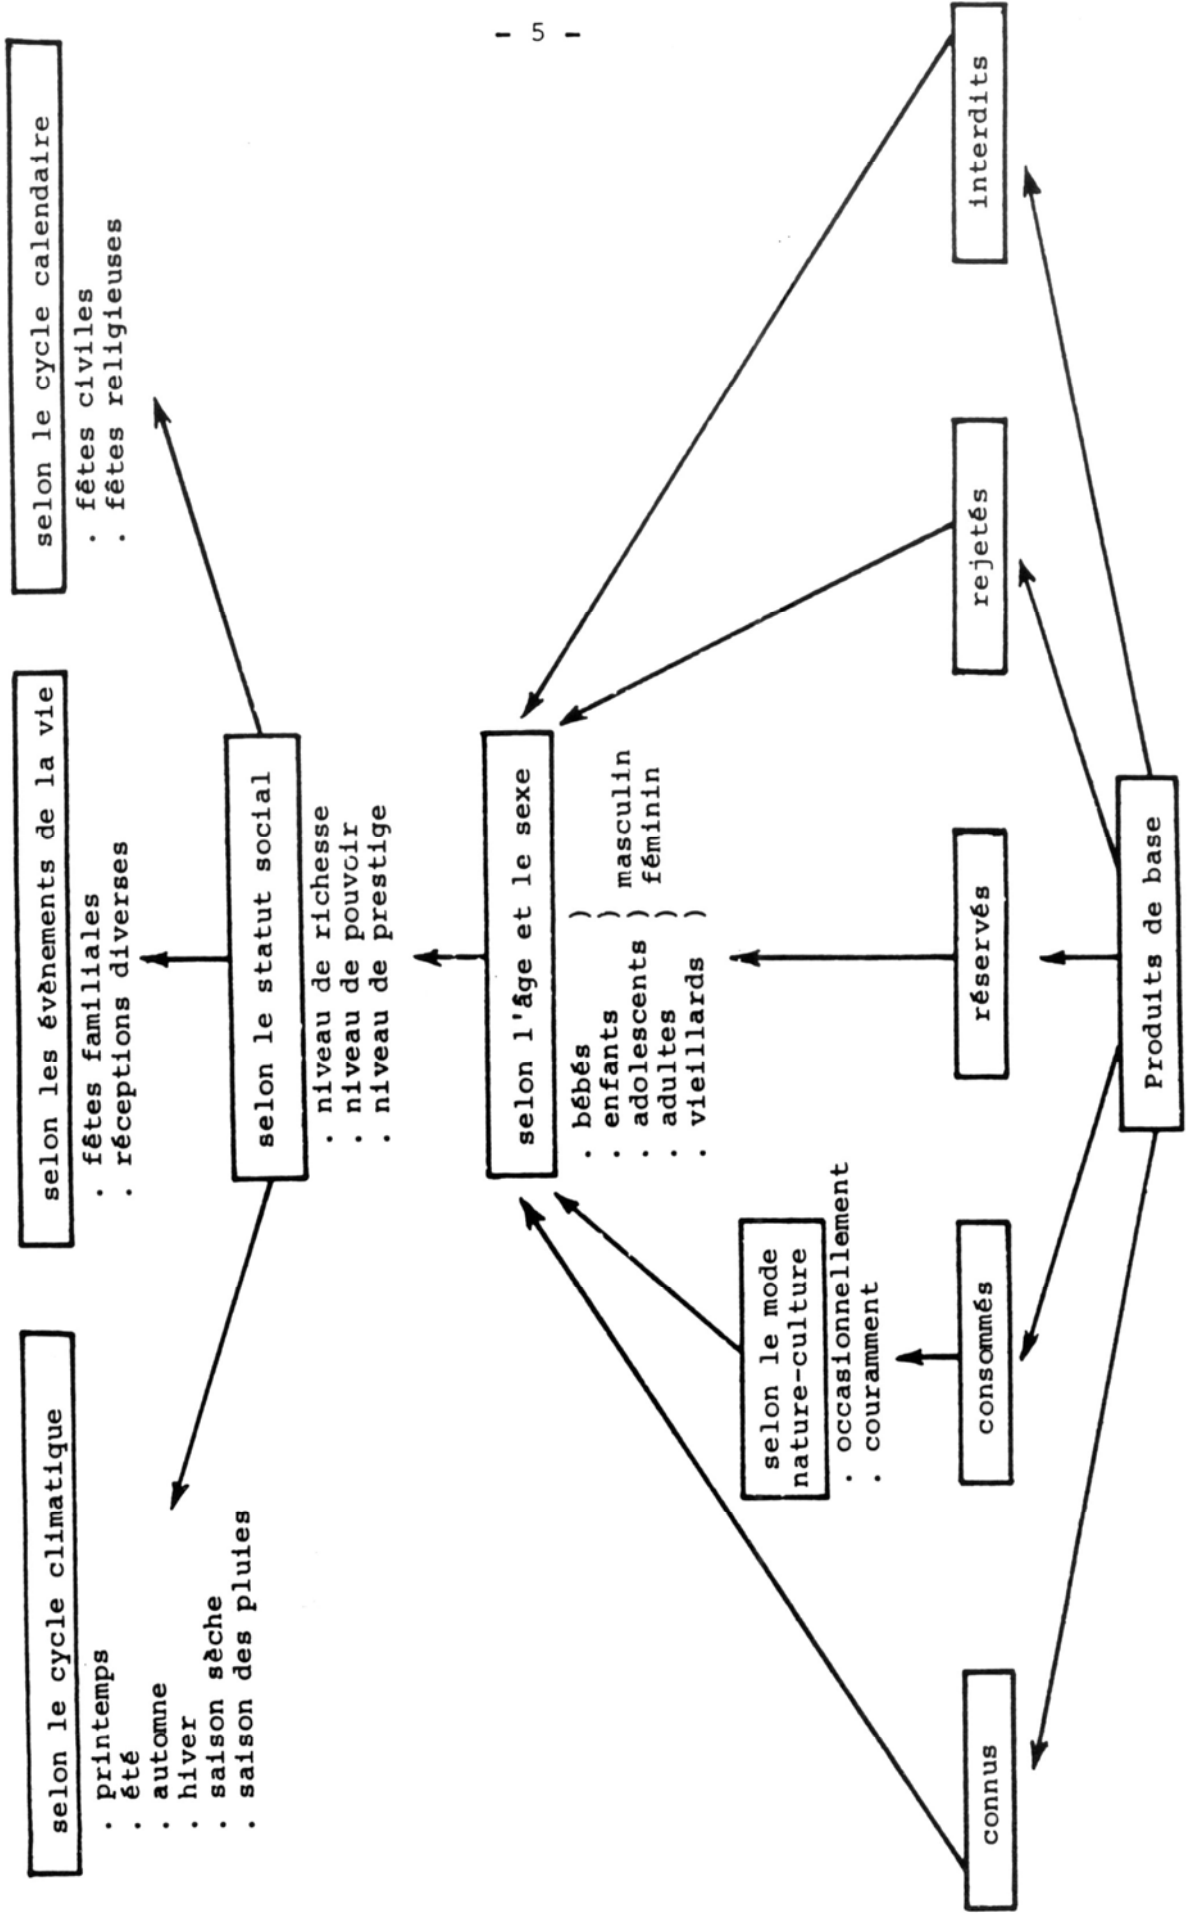 - 5 -
selon le cycle climatique
. printemps
. été
. automne
. hiver
. saison sèche
. saison des pluies
selon les évènements de la vie
. fêtes familiales
. réceptions diverses
selon le cycle calendaire
. fêtes civiles
. fêtes religieuses
selon le statut social
. niveau de richesse
. niveau de pouvoir
. niveau de prestige
selon l'âge et le sexe
. bébés )
. enfants )
. adolescents ) masculin
. adultes ) féminin
. vieillards )
selon le mode
nature-culture
. occasionnellement
. couramment
connus
consommés
réservés
rejetés
interdits
Produits de base